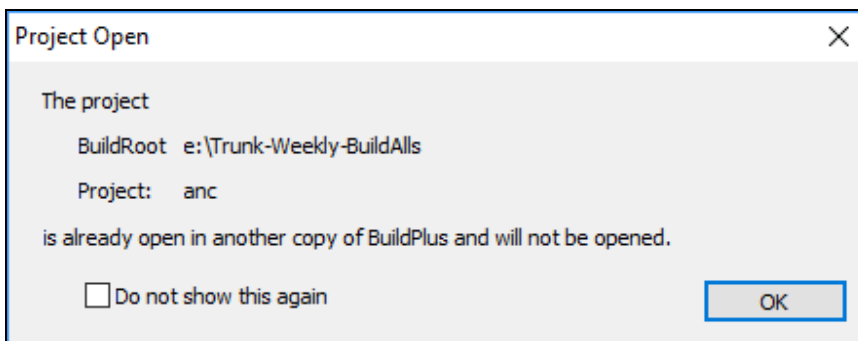 Project Open
The project
BuildRoot e:\Trunk-Weekly-BuildAlls
Project: anc
is already open in another copy of BuildPlus and will not be opened.
Do not show this again
OK